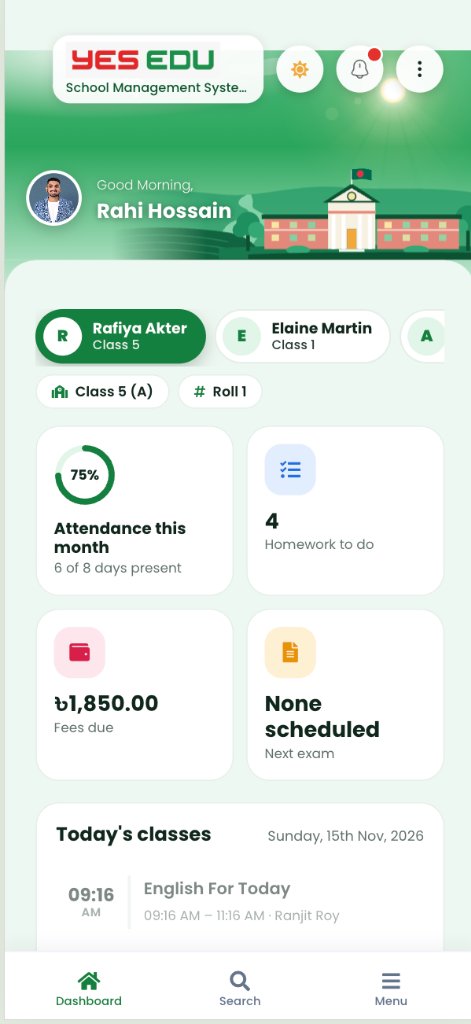 YES EDU
School Management Syste...
Good Morning,
Rahi Hossain
R
Rafiya Akter
Class 5
E
Elaine Martin
Class 1
A
Class 5 (A)
# Roll 1
75%
Attendance this
month
6 of 8 days present
4
Homework to do
৳1,850.00
Fees due
None
scheduled
Next exam
Today's classes
Sunday, 15th Nov, 2026
09:16
AM
English For Today
09:16 AM – 11:16 AM · Ranjit Roy
Dashboard
Search
Menu